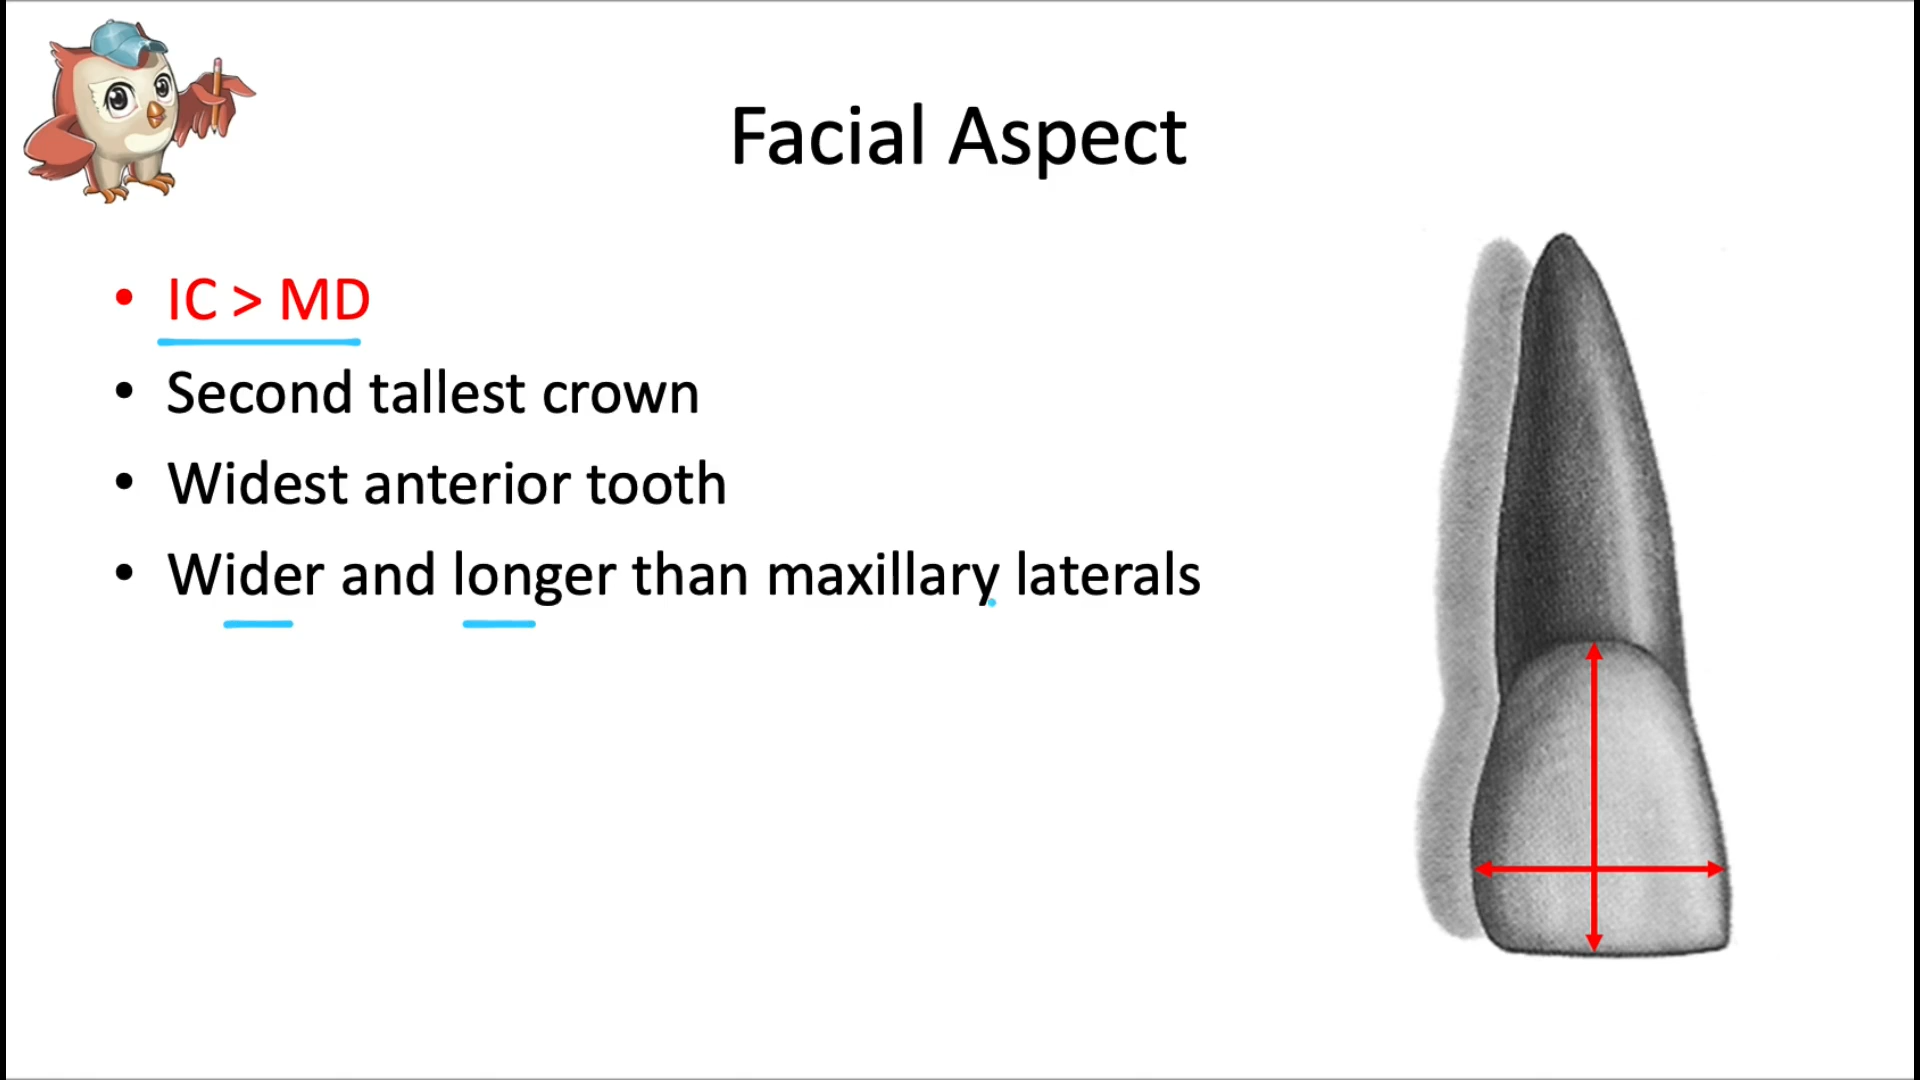 Facial Aspect
• IC > MD
• Second tallest crown
• Widest anterior tooth
• Wider and longer than maxillary laterals